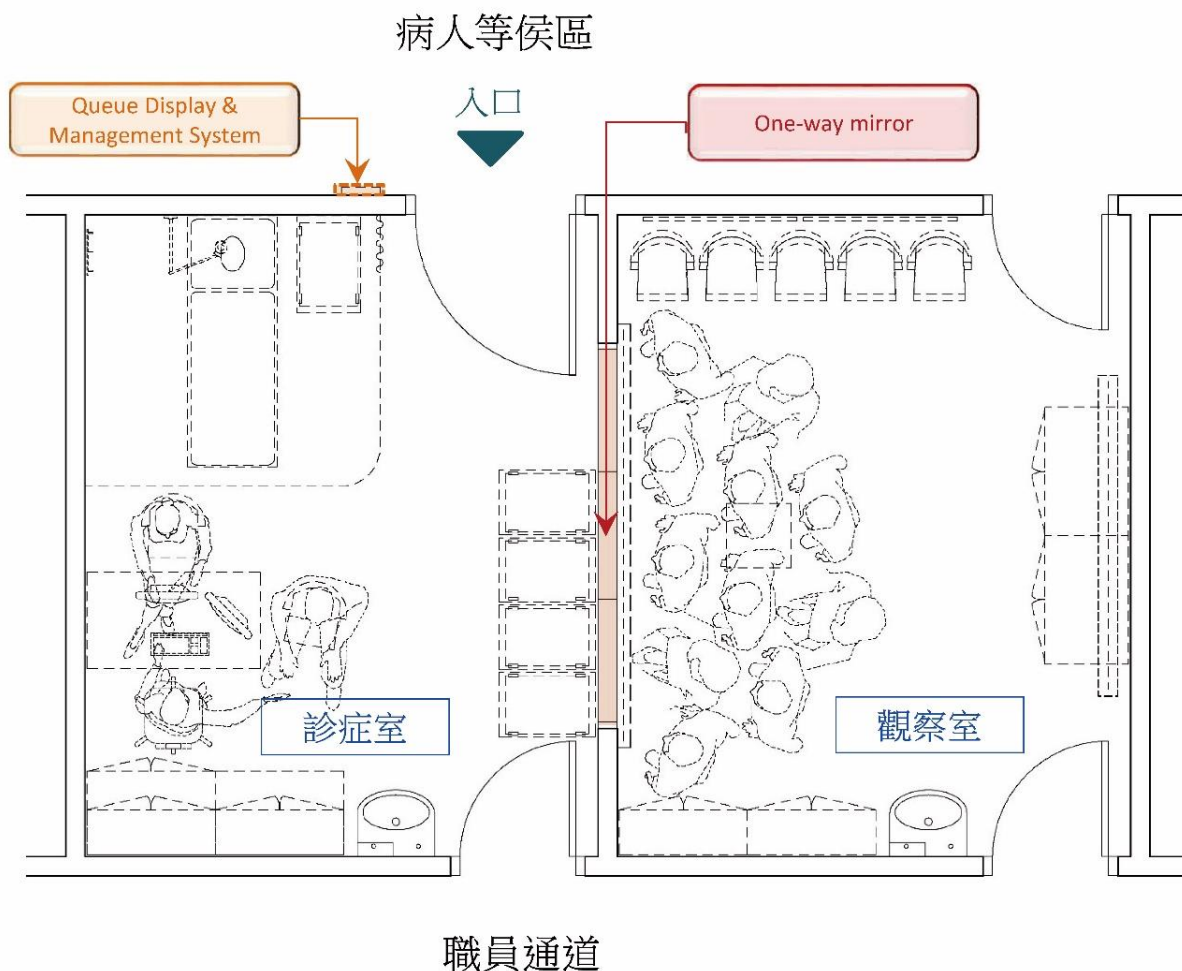 病人等侯區
Queue Display &
Management System
入口
One-way mirror
診症室
觀察室
職員通道